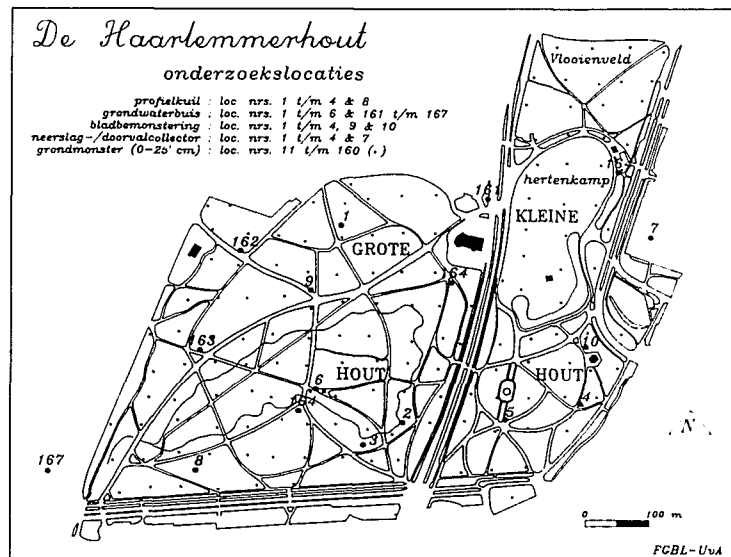 De Haarlemmerhout
onderzoekslocaties
profielkuil : loc. nrs. 1 t/m 4 & 8
grondwaterbuis : loc. nrs. 1 t/m 6 & 161 t/m 167
bladbemonstering : loc. nrs. 1 t/m 4, 9 & 10
neerslag-/doorvalcollector : loc. nrs. 1 t/m 4 & 7
grondmonster (0-25 cm) : loc. nrs. 11 t/m 160 (.)
Vlooienveld
hertenkamp
161
KLEINE
1
7
162
GROTE
9
163
HOUT
10
HOUT
6
4
2
5
3
N
8
167
0 100 m
FGBL-UvA